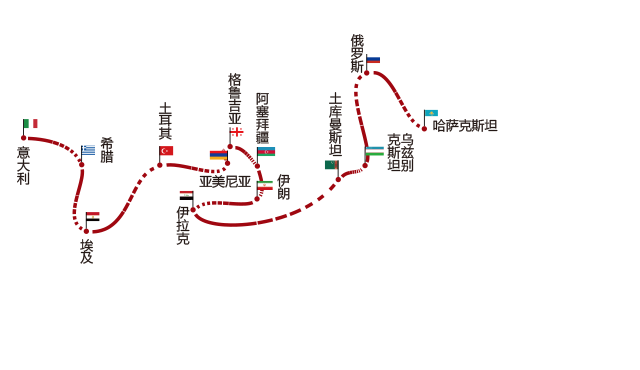 意大利
希腊
埃及
土耳其
亚美尼亚
格鲁吉亚
阿塞拜疆
伊朗
伊拉克
土库曼斯坦
乌兹别
克斯坦
俄罗斯
哈萨克斯坦